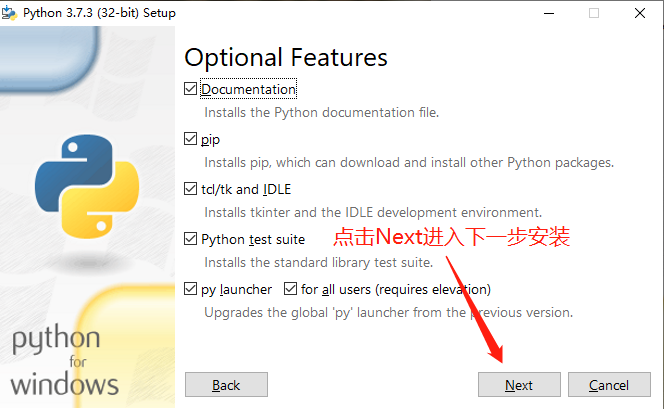 Python 3.7.3 (32-bit) Setup
Optional Features
Documentation
Installs the Python documentation file.
pip
Installs pip, which can download and install other Python packages.
tcl/tk and IDLE
Installs tkinter and the IDLE development environment.
Python test suite
点击Next进入下一步安装
Installs the standard library test suite.
py launcher for all users (requires elevation)
Upgrades the global 'py' launcher from the previous version.
python
for
windows
Back Next Cancel